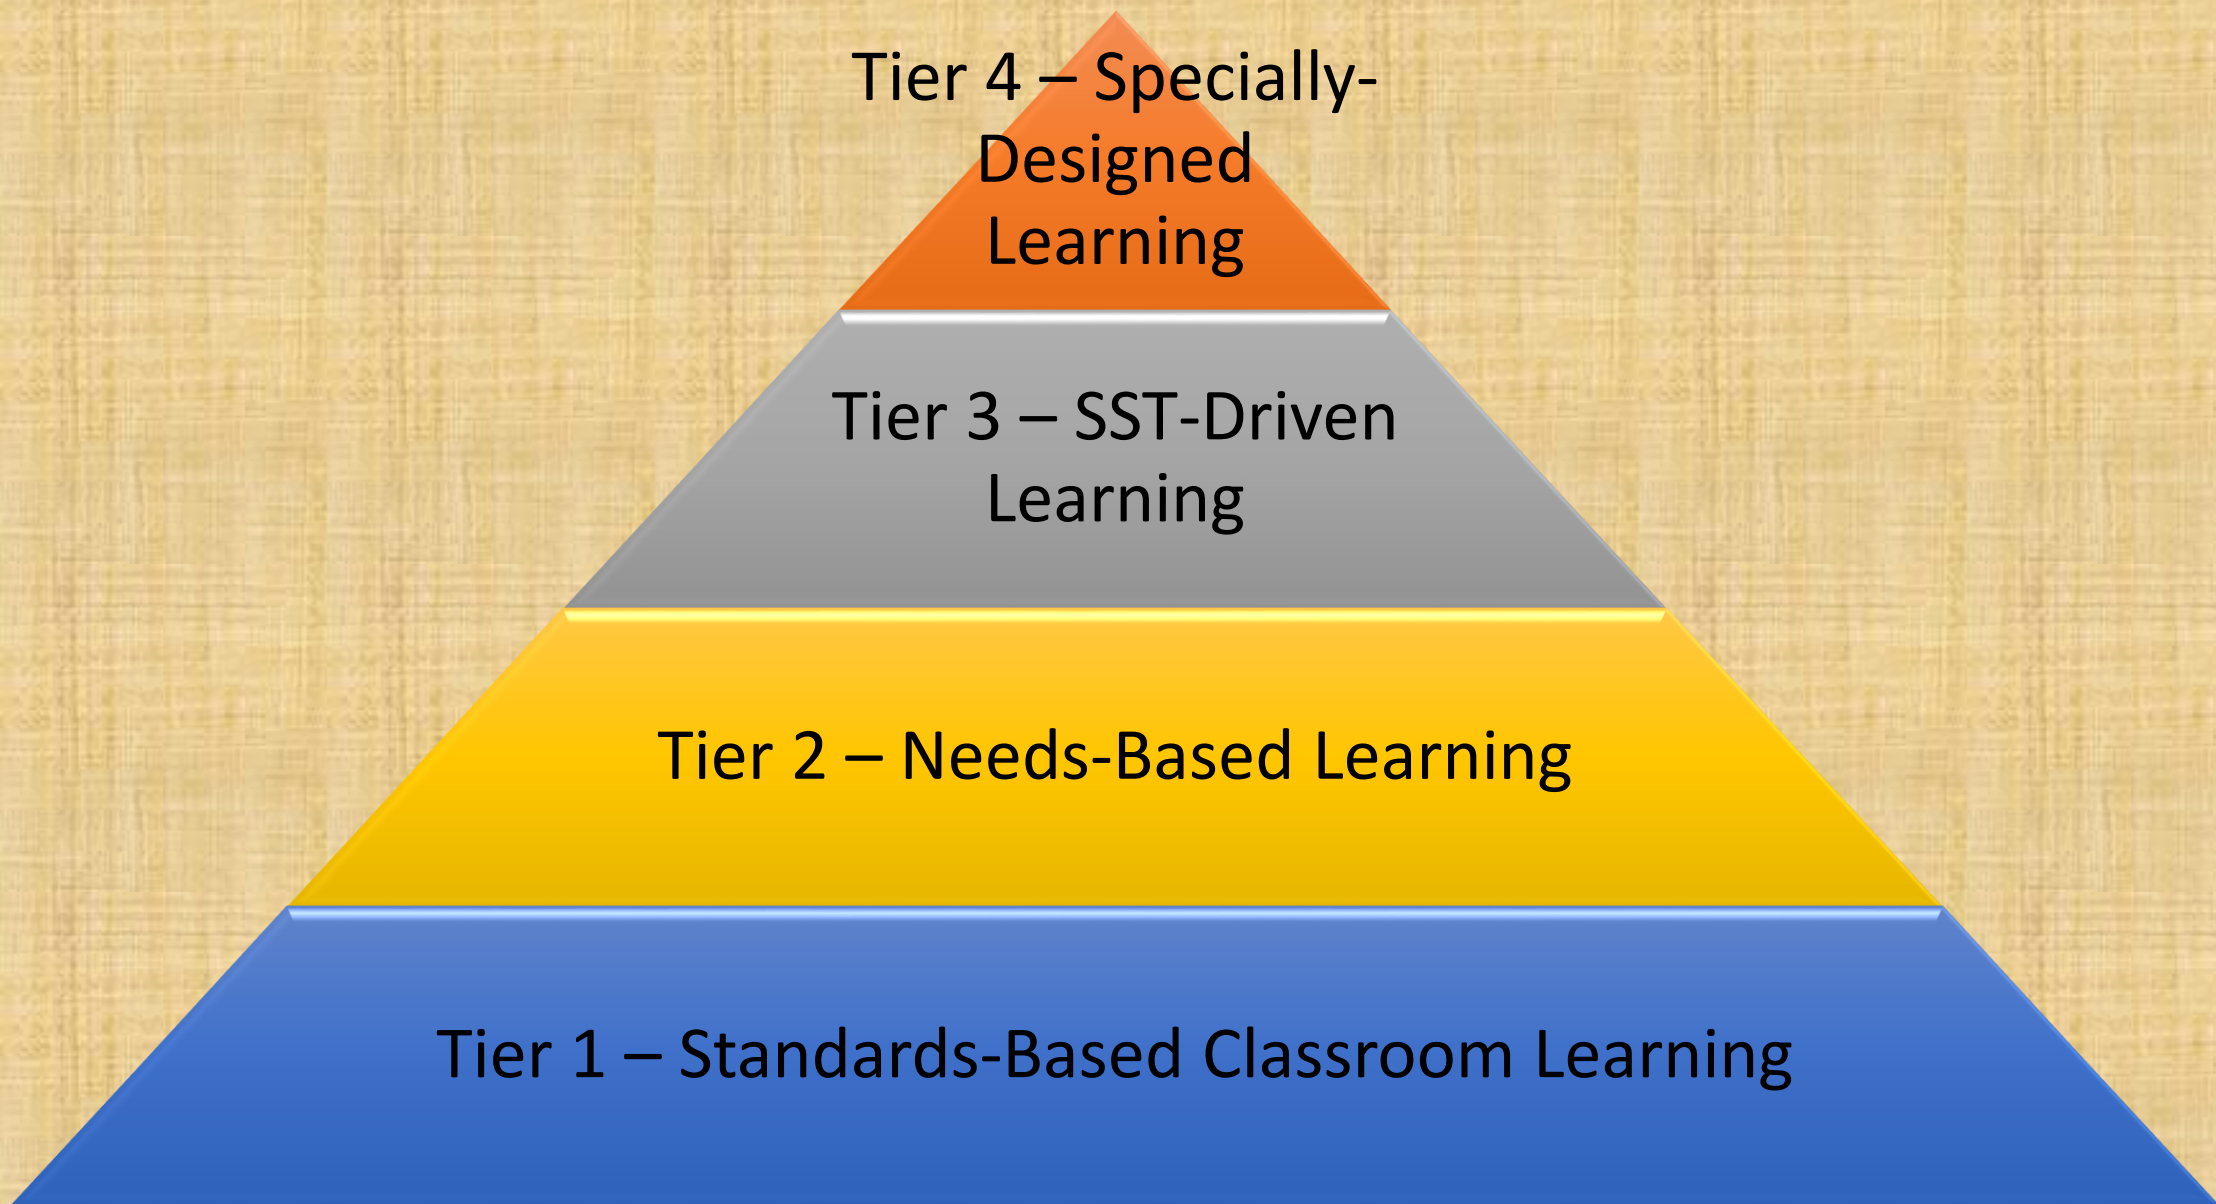 Tier 4 – Specially-
Designed
Learning
Tier 3 – SST-Driven
Learning
Tier 2 – Needs-Based Learning
Tier 1 – Standards-Based Classroom Learning